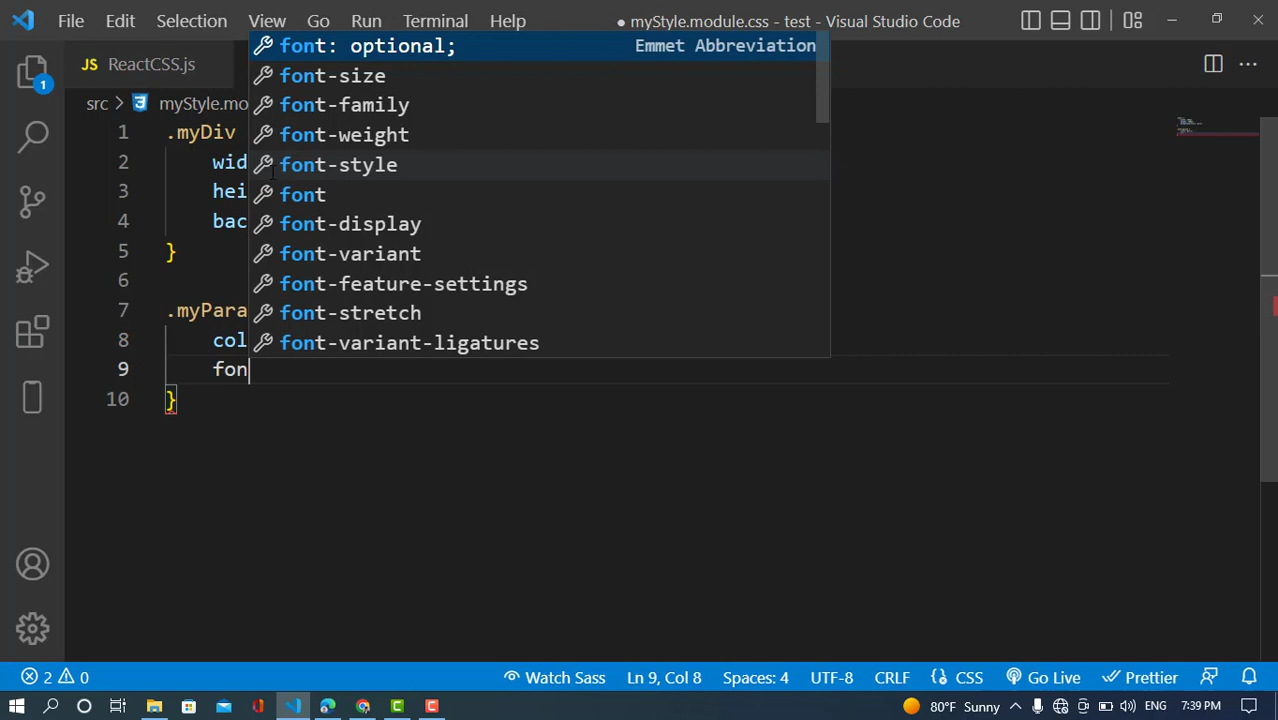 File Edit Selection View Go Run Terminal Help ● myStyle.module.css - test - Visual Studio Code
JS ReactCSS.js
src > myStyle.mo
font: optional; Emmet Abbreviation
font-size
font-family
font-weight
font-style
font
font-display
font-variant
font-feature-settings
font-stretch
font-variant-ligatures
1 .myDiv
2 wid
3 hei
4 bac
5 }
6
7 .myPara
8 col
9 fon
10 }
1
2 0 Watch Sass Ln 9, Col 8 Spaces: 4 UTF-8 CRLF CSS Go Live Prettier
80°F Sunny ENG 7:39 PM